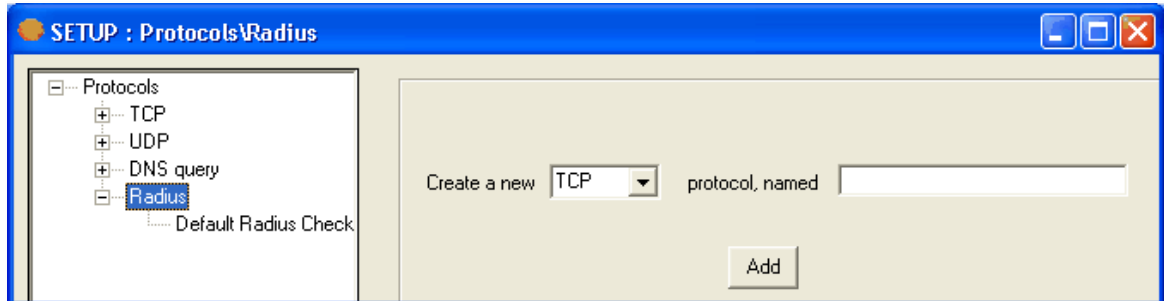 SETUP : Protocols\Radius
Protocols
TCP
UDP
DNS query
Radius
Default Radius Check
Create a new TCP protocol, named
Add